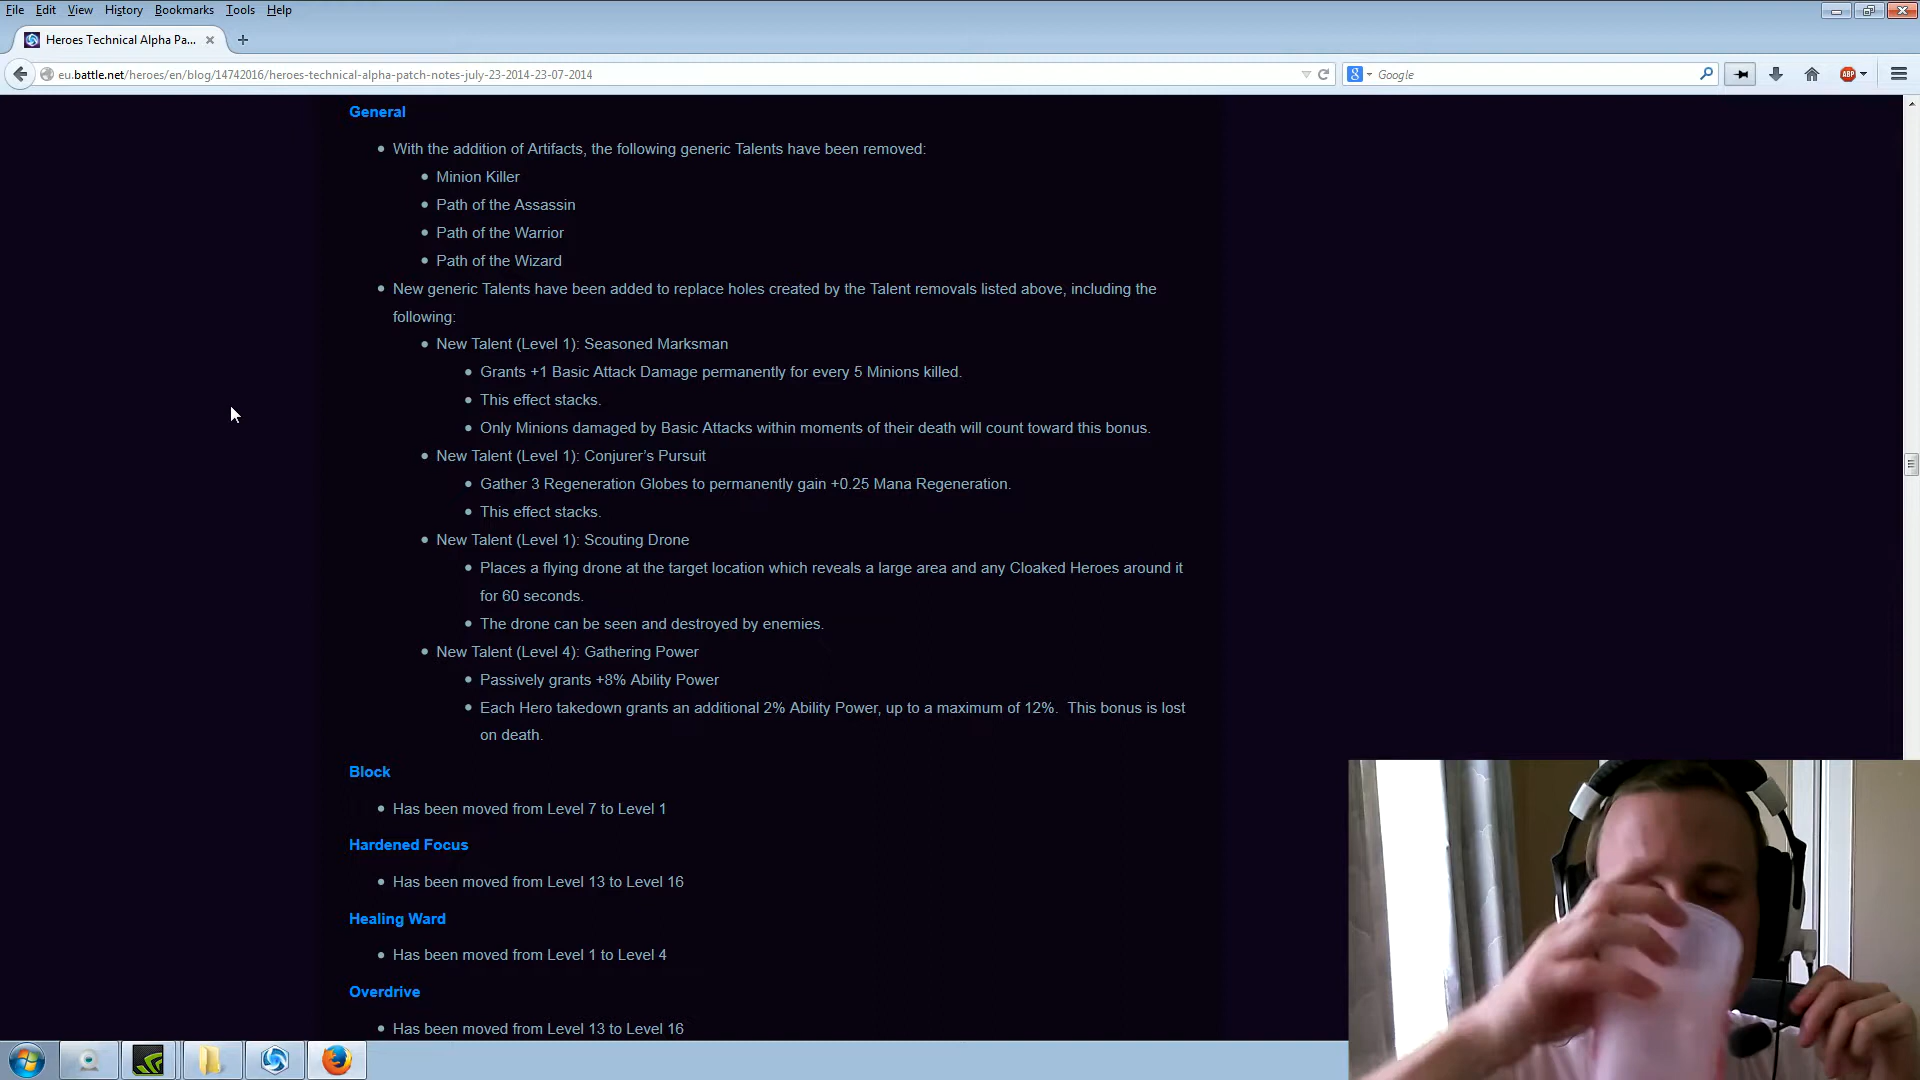 File Edit View History Bookmarks Tools Help
Heroes Technical Alpha Pa...
eu.battle.net/heroes/en/blog/14742016/heroes-technical-alpha-patch-notes-july-23-2014-23-07-2014
Google
ABP
General
With the addition of Artifacts, the following generic Talents have been removed:
Minion Killer
Path of the Assassin
Path of the Warrior
Path of the Wizard
New generic Talents have been added to replace holes created by the Talent removals listed above, including the
following:
New Talent (Level 1): Seasoned Marksman
Grants +1 Basic Attack Damage permanently for every 5 Minions killed.
This effect stacks.
Only Minions damaged by Basic Attacks within moments of their death will count toward this bonus.
New Talent (Level 1): Conjurer’s Pursuit
Gather 3 Regeneration Globes to permanently gain +0.25 Mana Regeneration.
This effect stacks.
New Talent (Level 1): Scouting Drone
Places a flying drone at the target location which reveals a large area and any Cloaked Heroes around it
for 60 seconds.
The drone can be seen and destroyed by enemies.
New Talent (Level 4): Gathering Power
Passively grants +8% Ability Power
Each Hero takedown grants an additional 2% Ability Power, up to a maximum of 12%.  This bonus is lost
on death.
Block
Has been moved from Level 7 to Level 1
Hardened Focus
Has been moved from Level 13 to Level 16
Healing Ward
Has been moved from Level 1 to Level 4
Overdrive
Has been moved from Level 13 to Level 16